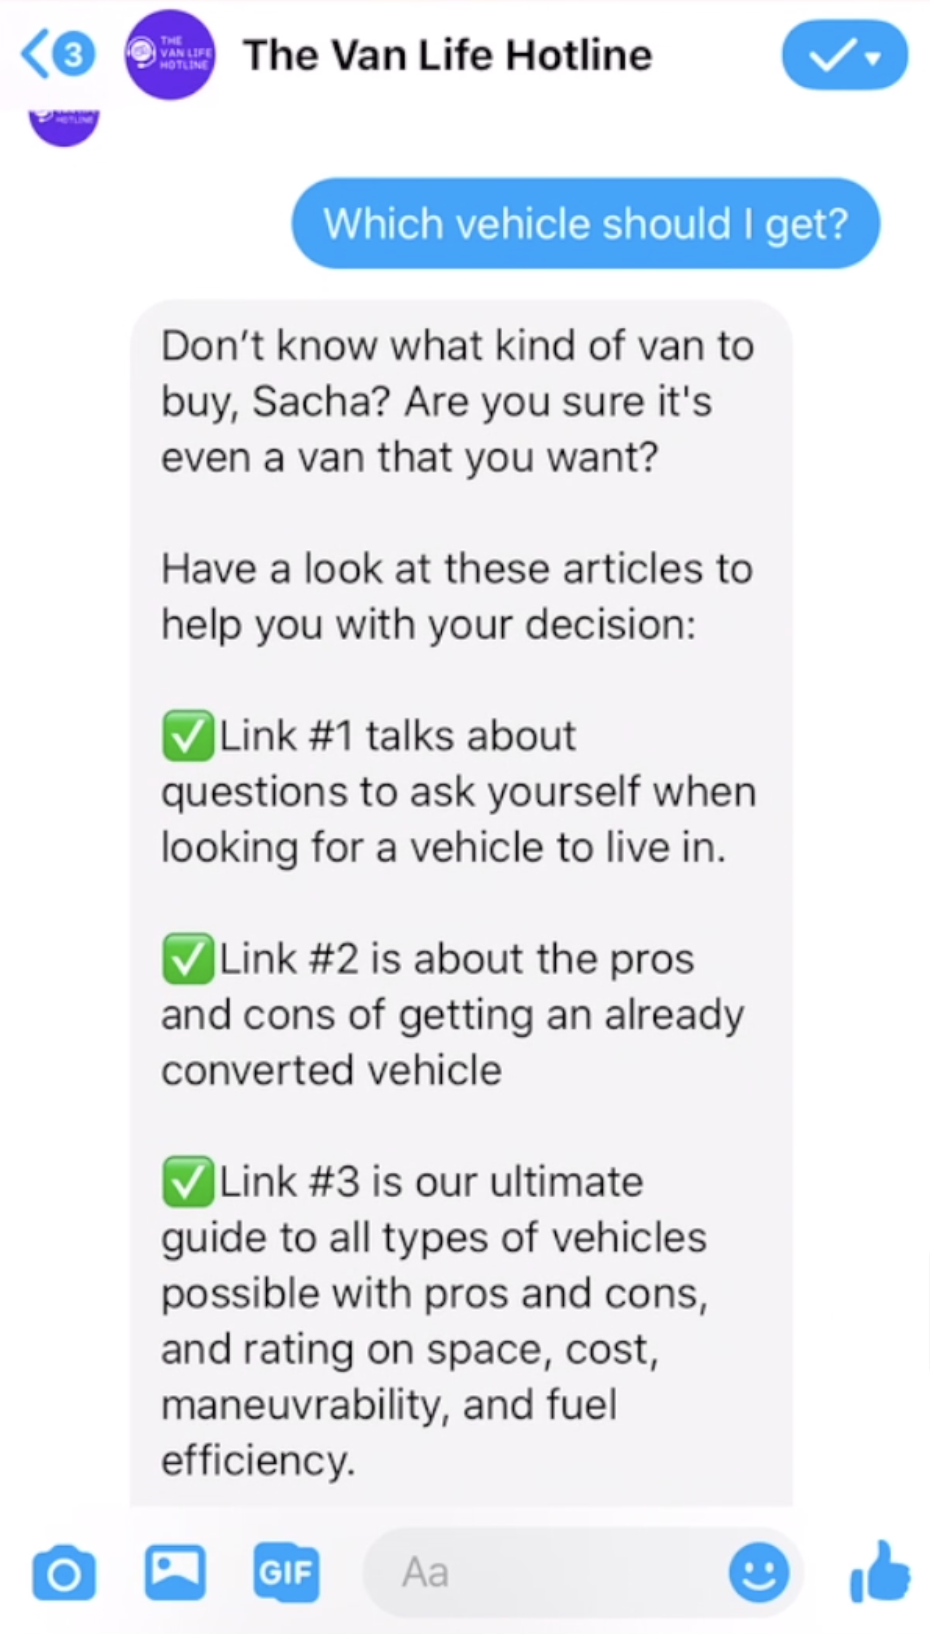 3
THE
VAN LIFE
HOTLINE
The Van Life Hotline
HOTLINE
Which vehicle should I get?
Don't know what kind of van to
buy, Sacha? Are you sure it's
even a van that you want?
Have a look at these articles to
help you with your decision:
✅Link #1 talks about
questions to ask yourself when
looking for a vehicle to live in.
✅Link #2 is about the pros
and cons of getting an already
converted vehicle
✅Link #3 is our ultimate
guide to all types of vehicles
possible with pros and cons,
and rating on space, cost,
maneuvrability, and fuel
efficiency.
GIF
Aa